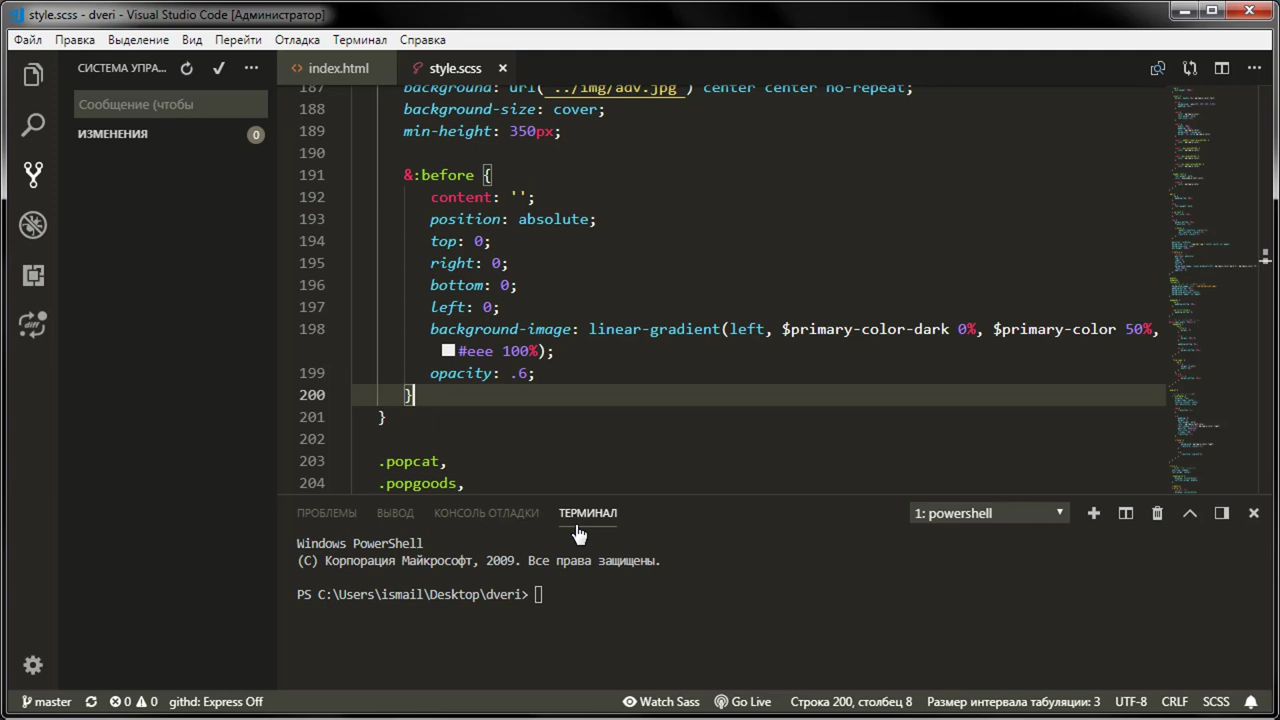 style.scss - dveri - Visual Studio Code [Администратор]
Файл Правка Выделение Вид Перейти Отладка Терминал Справка
СИСТЕМА УПРА...
Сообщение (чтобы
ИЗМЕНЕНИЯ 0
diff
index.html style.scss
187 background: url('../img/adv.jpg') center center no-repeat;
188 background-size: cover;
189 min-height: 350px;
190
191 &:before {
192 content: '';
193 position: absolute;
194 top: 0;
195 right: 0;
196 bottom: 0;
197 left: 0;
198 background-image: linear-gradient(left, $primary-color-dark 0%, $primary-color 50%,
#eee 100%);
199 opacity: .6;
200 }
201 }
202
203 .popcat,
204 .popgoods,
ПРОБЛЕМЫ ВЫВОД КОНСОЛЬ ОТЛАДКИ ТЕРМИНАЛ 1: powershell
Windows PowerShell
(C) Корпорация Майкрософт, 2009. Все права защищены.
PS C:\Users\ismail\Desktop\dveri>
master 0 0 githd: Express Off Watch Sass Go Live Строка 200, столбец 8 Размер интервала табуляции: 3 UTF-8 CRLF SCSS